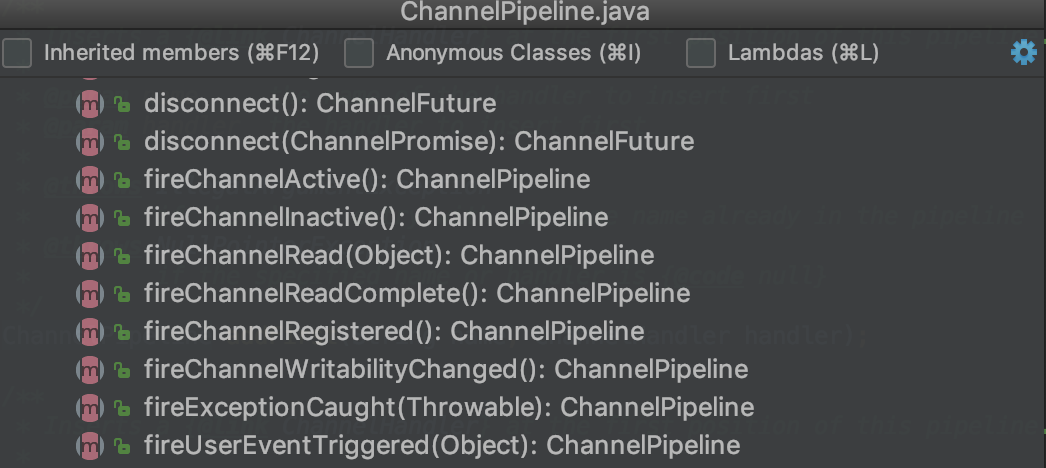 ChannelPipeline.java
Inherited members (⌘F12) Anonymous Classes (⌘I) Lambdas (⌘L)
m disconnect(): ChannelFuture
m disconnect(ChannelPromise): ChannelFuture
m fireChannelActive(): ChannelPipeline
m fireChannelInactive(): ChannelPipeline
m fireChannelRead(Object): ChannelPipeline
m fireChannelReadComplete(): ChannelPipeline
m fireChannelRegistered(): ChannelPipeline
m fireChannelWritabilityChanged(): ChannelPipeline
m fireExceptionCaught(Throwable): ChannelPipeline
m fireUserEventTriggered(Object): ChannelPipeline